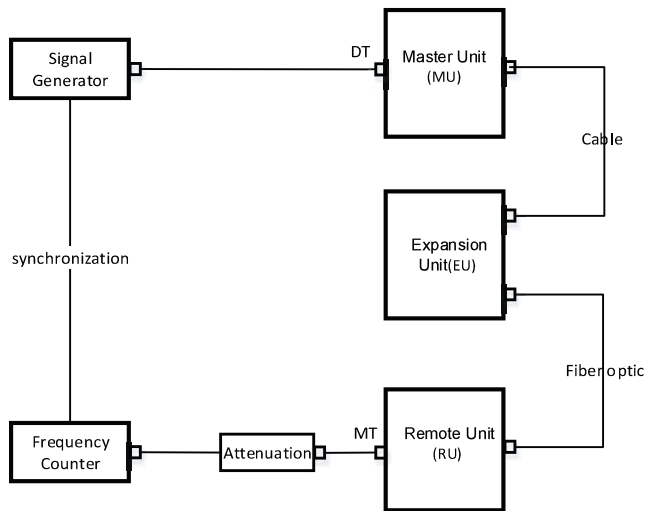 Signal
Generator
DT
Master Unit
(MU)
Cable
Expansion
Unit(EU)
synchronization
Fiber optic
Frequency
Counter
Attenuation
MT
Remote Unit
(RU)